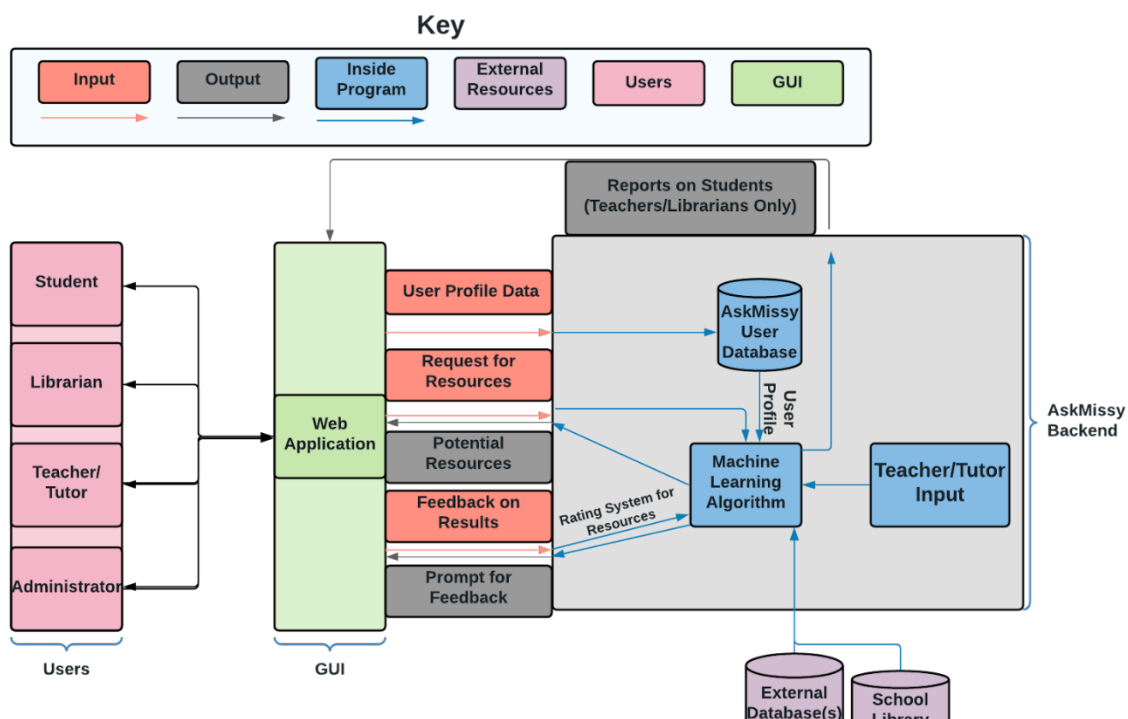 Key
Input
Output
Inside
Program
External
Resources
Users
GUI
Reports on Students
(Teachers/Librarians Only)
Student
Librarian
Teacher/
Tutor
Administrator
Users
Web
Application
GUI
User Profile Data
Request for
Resources
Potential
Resources
Feedback on
Results
Prompt for
Feedback
AskMissy
User
Database
User
Profile
Rating System for
Resources
Machine
Learning
Algorithm
Teacher/Tutor
Input
AskMissy
Backend
External
Database(s)
School
Library